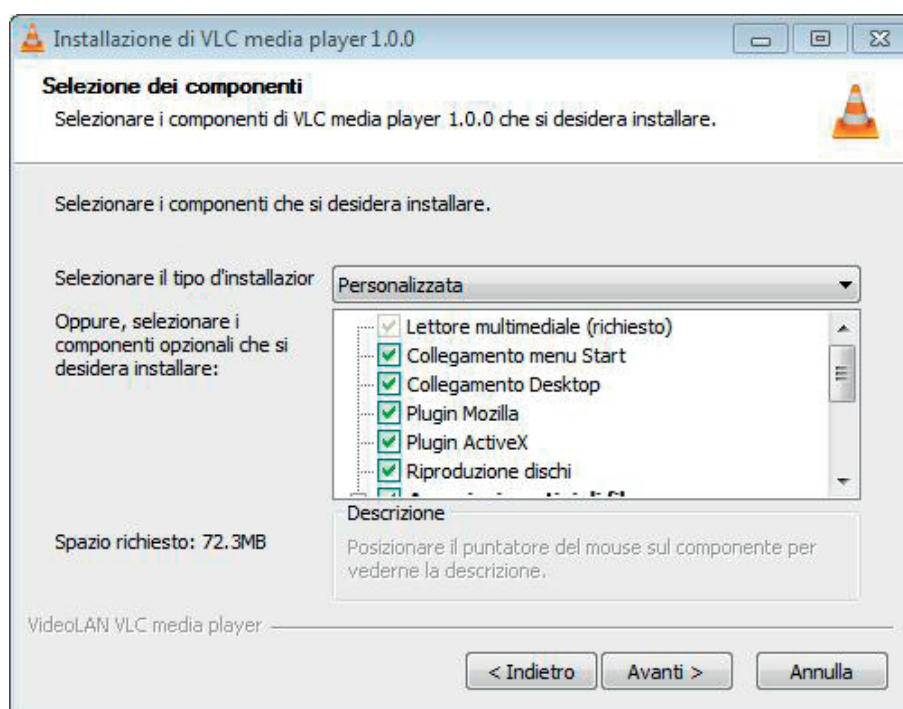 Installazione di VLC media player 1.0.0
Selezione dei componenti
Selezionare i componenti di VLC media player 1.0.0 che si desidera installare.
Selezionare i componenti che si desidera installare.
Selezionare il tipo d'installazior
Personalizzata
Oppure, selezionare i
componenti opzionali che si
desidera installare:
Lettore multimediale (richiesto)
Collegamento menu Start
Collegamento Desktop
Plugin Mozilla
Plugin ActiveX
Riproduzione dischi
Spazio richiesto: 72.3MB
Descrizione
Posizionare il puntatore del mouse sul componente per
vederne la descrizione.
VideoLAN VLC media player
< Indietro
Avanti >
Annulla